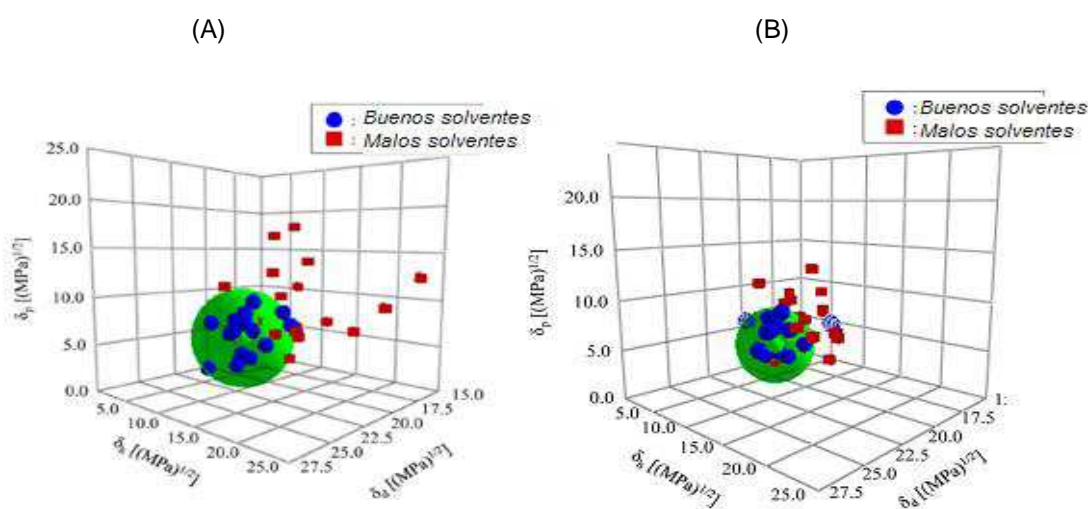 (A)
(B)
: Buenos solventes
: Malos solventes
: Buenos solventes
: Malos solventes
25.0
20.0
15.0
10.0
5.0
0.0
δp [(MPa)1/2]
5.0
10.0
15.0
20.0
25.0
δh [(MPa)1/2]
27.5
25.0
22.5
20.0
17.5
15.0
δd [(MPa)1/2]
20.0
15.0
10.0
5.0
0.0
δp [(MPa)1/2]
5.0
10.0
15.0
20.0
25.0
δh [(MPa)1/2]
27.5
25.0
22.5
20.0
17.5
1:
δd [(MPa)1/2]